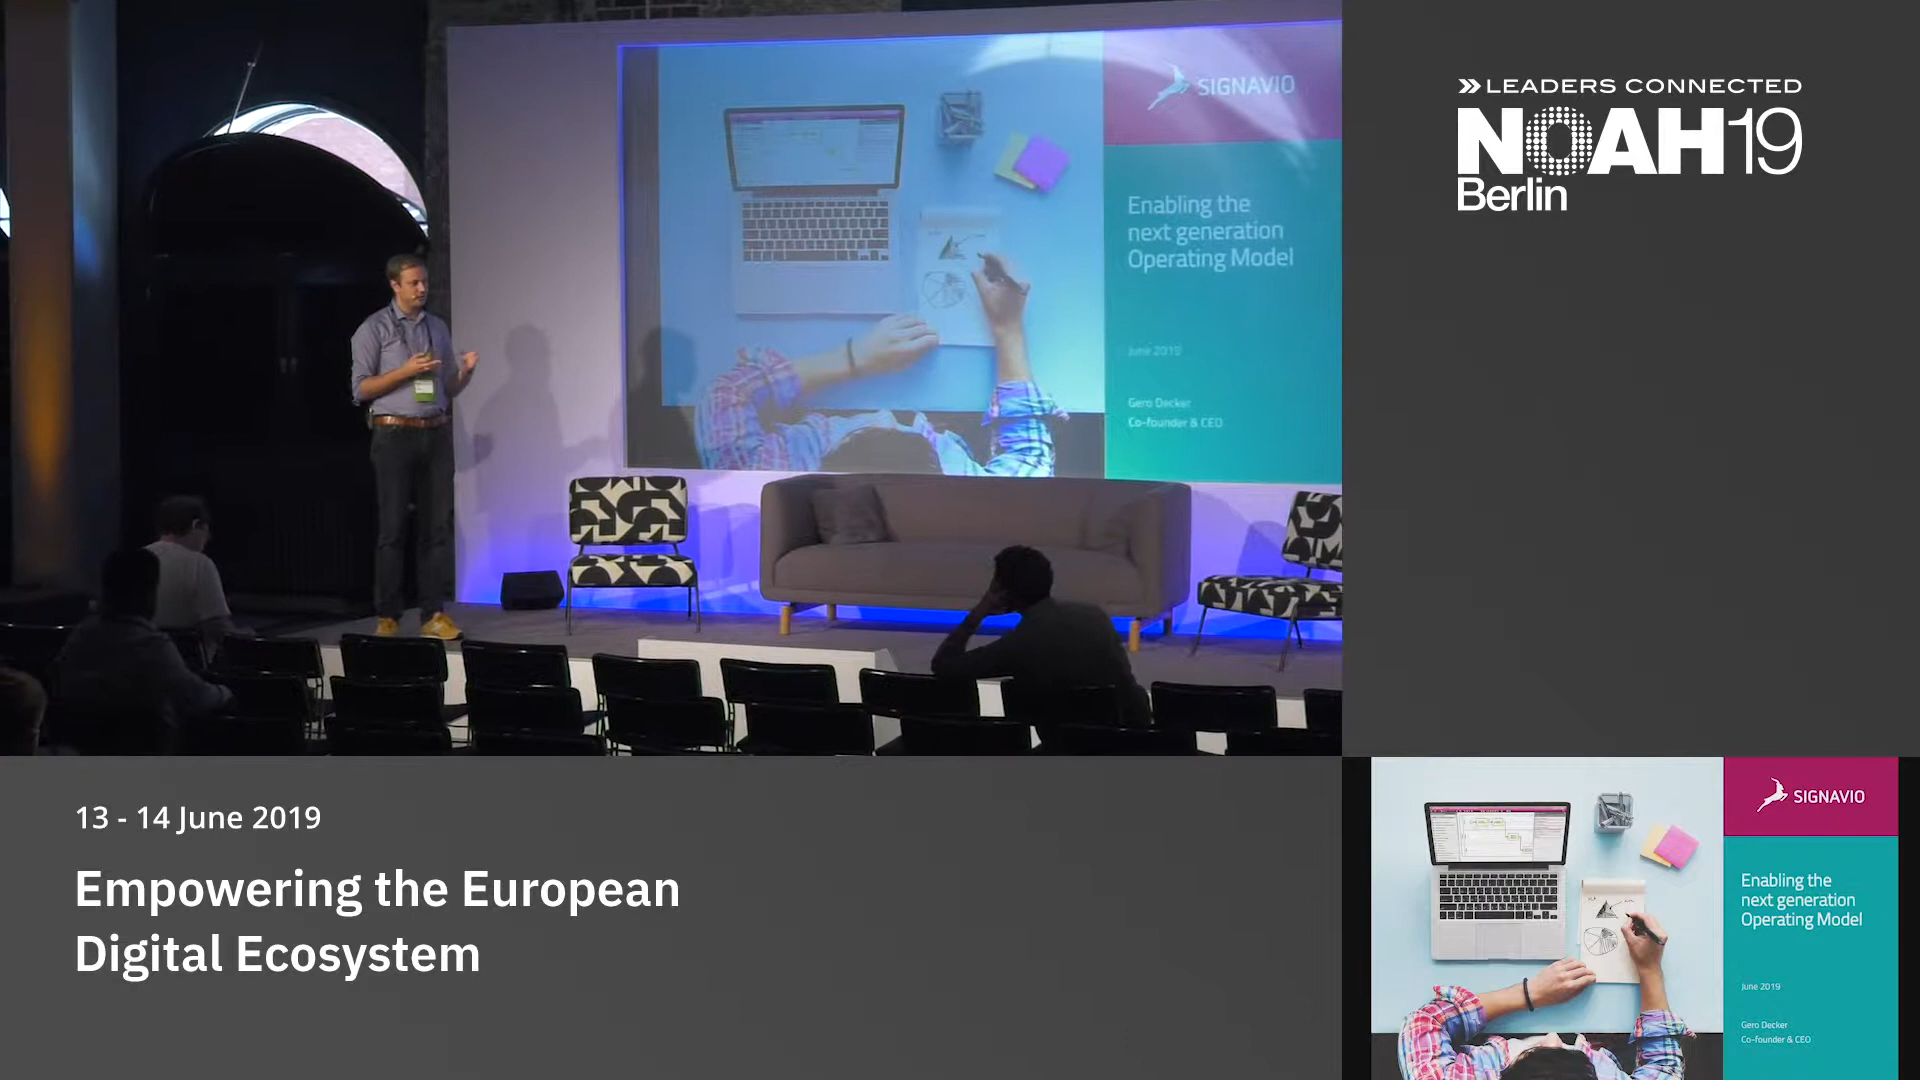 SIGNAVIO
Enabling the
next generation
Operating Model
June 2019
Gero Decker
Co-founder & CEO
LEADERS CONNECTED
NOAH19
Berlin
13 - 14 June 2019
Empowering the European
Digital Ecosystem
SIGNAVIO
Enabling the
next generation
Operating Model
June 2019
Gero Decker
Co-founder & CEO